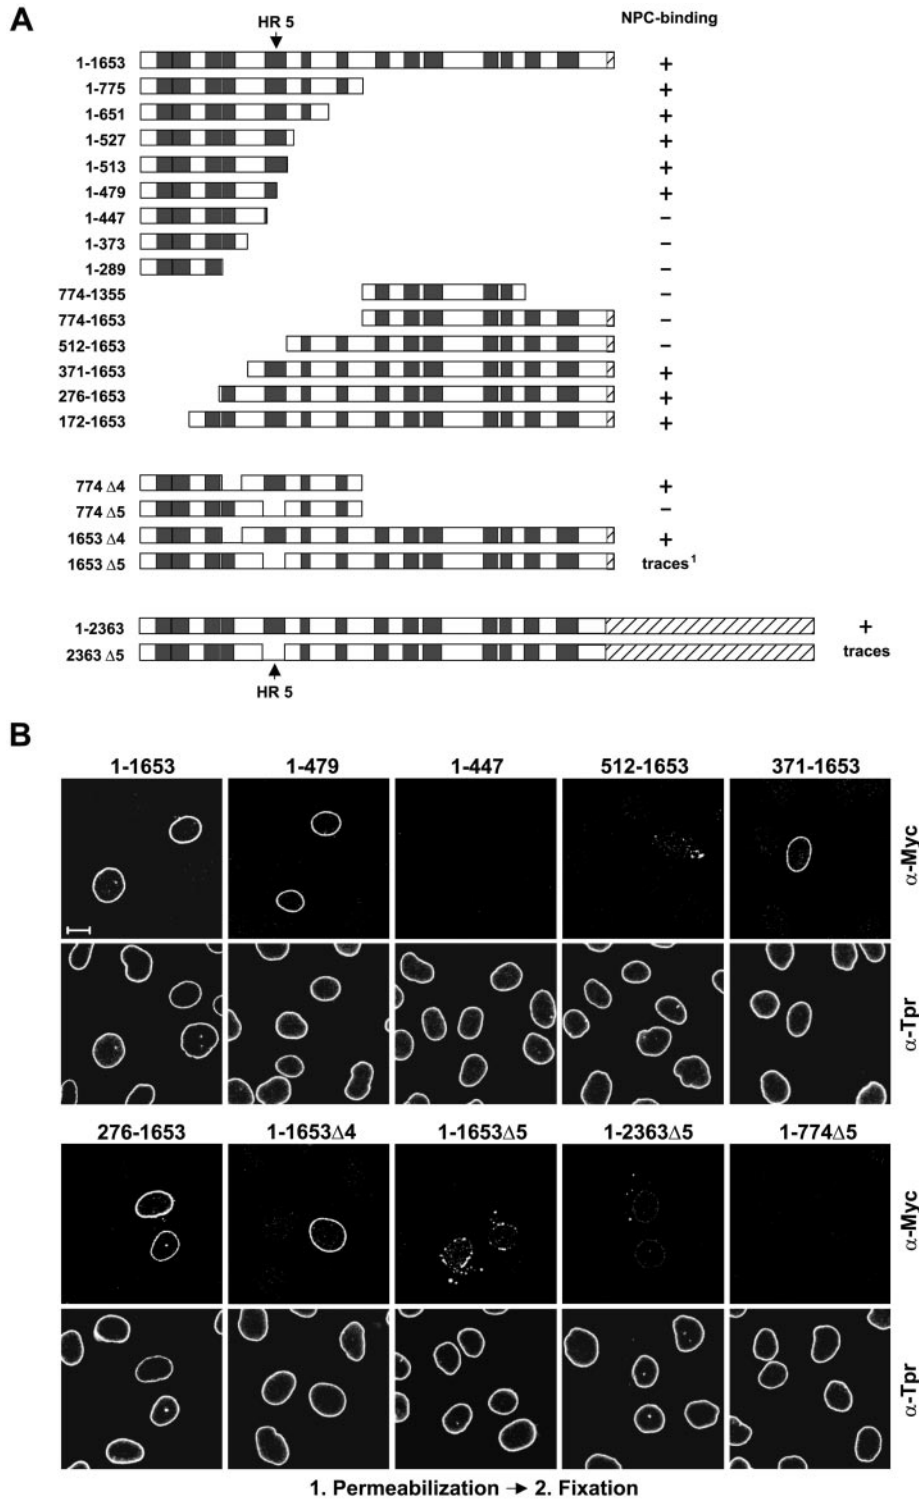 A
HR 5
NPC-binding
1-1653 +
1-775 +
1-651 +
1-527 +
1-513 +
1-479 +
1-447 –
1-373 –
1-289 –
774-1355 –
774-1653 –
512-1653 –
371-1653 +
276-1653 +
172-1653 +
774 Δ4 +
774 Δ5 –
1653 Δ4 +
1653 Δ5 traces¹
1-2363 +
2363 Δ5 traces
HR 5
B
1-1653 1-479 1-447 512-1653 371-1653
α-Myc
α-Tpr
276-1653 1-1653Δ4 1-1653Δ5 1-2363Δ5 1-774Δ5
α-Myc
α-Tpr
1. Permeabilization → 2. Fixation